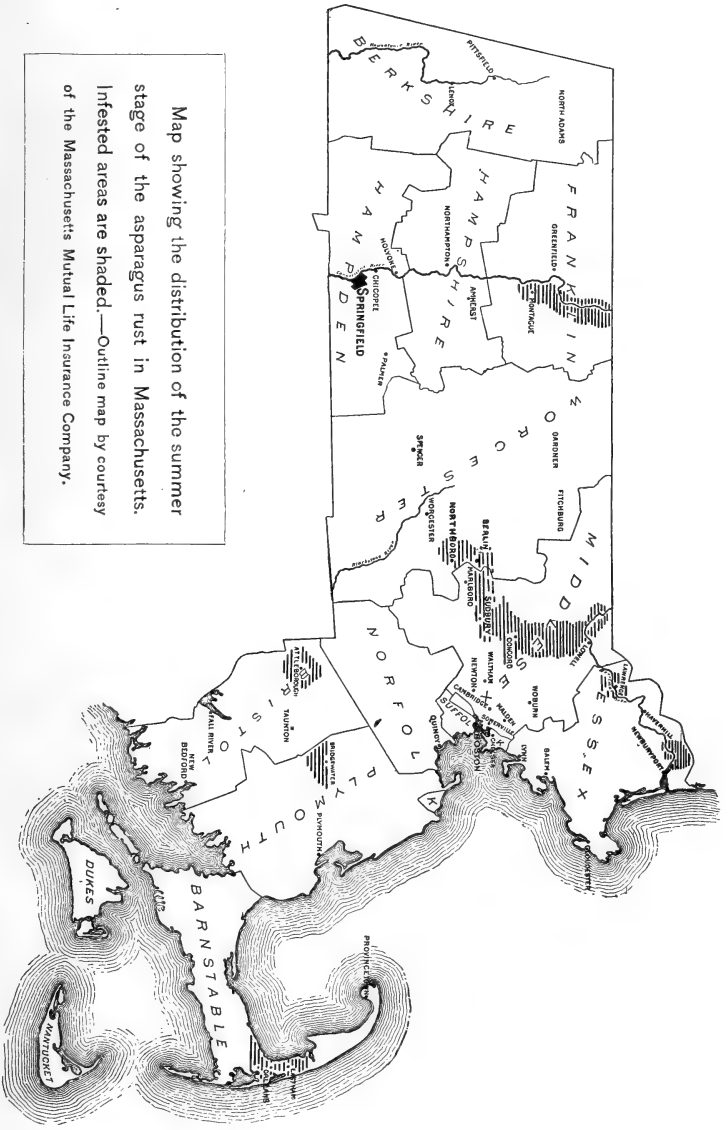 Map showing the distribution of the summer
stage of the asparagus rust in Massachusetts.
Infested areas are shaded.—Outline map by courtesy
of the Massachusetts Mutual Life Insurance Company.
BERKSHIRE
PITTSFIELD
LENOX
NORTH ADAMS
FRANKLIN
GREENFIELD
MONTAGUE
HAMPSHIRE
NORTHAMPTON
AMHERST
HAMPDEN
HOLYOKE
CHICOPEE
SPRINGFIELD
PALMER
WORCESTER
GARDNER
FITCHBURG
SPENCER
WORCESTER
Blackstone River
NORTHBORO
BERLIN
MARLBORO
SUDBURY
CONCORD
LOWELL
WALTHAM
NEWTON
CAMBRIDGE
MALDEN
SOMERVILLE
WOBURN
ESSEX
HAVERHILL
NEWBURYPORT
SALEM
LYNN
GLOUCESTER
BOSTON
QUINCY
NORFOLK
BRISTOL
ATTLEBOROUGH
TAUNTON
FALL RIVER
NEW
BEDFORD
PLYMOUTH
BRIDGEWATER
PLYMOUTH
BARNSTABLE
ORLEANS
DUKES
NANTUCKET